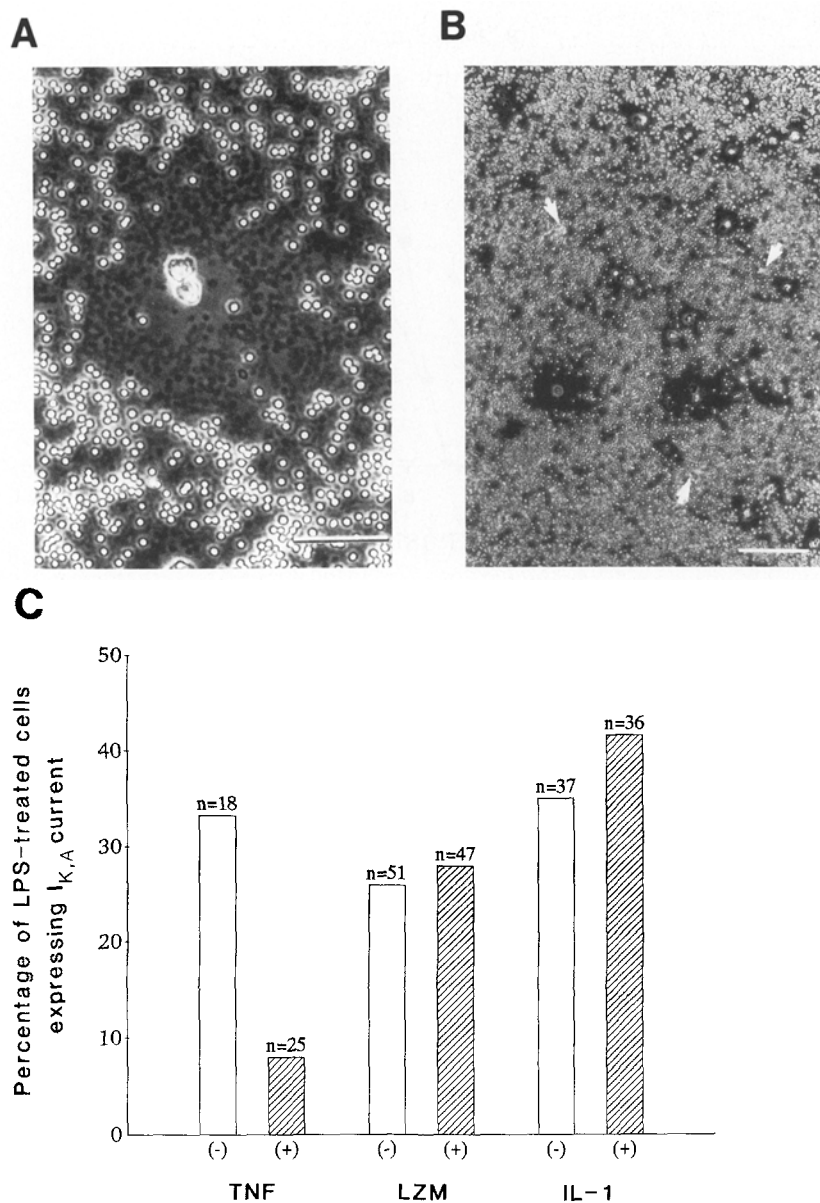 A
B
C
Percentage of LPS-treated cells
expressing I K,A current
50
40
30
20
10
0
n=18
n=25
n=51
n=47
n=37
n=36
(-)
(+)
(-)
(+)
(-)
(+)
TNF
LZM
IL-1